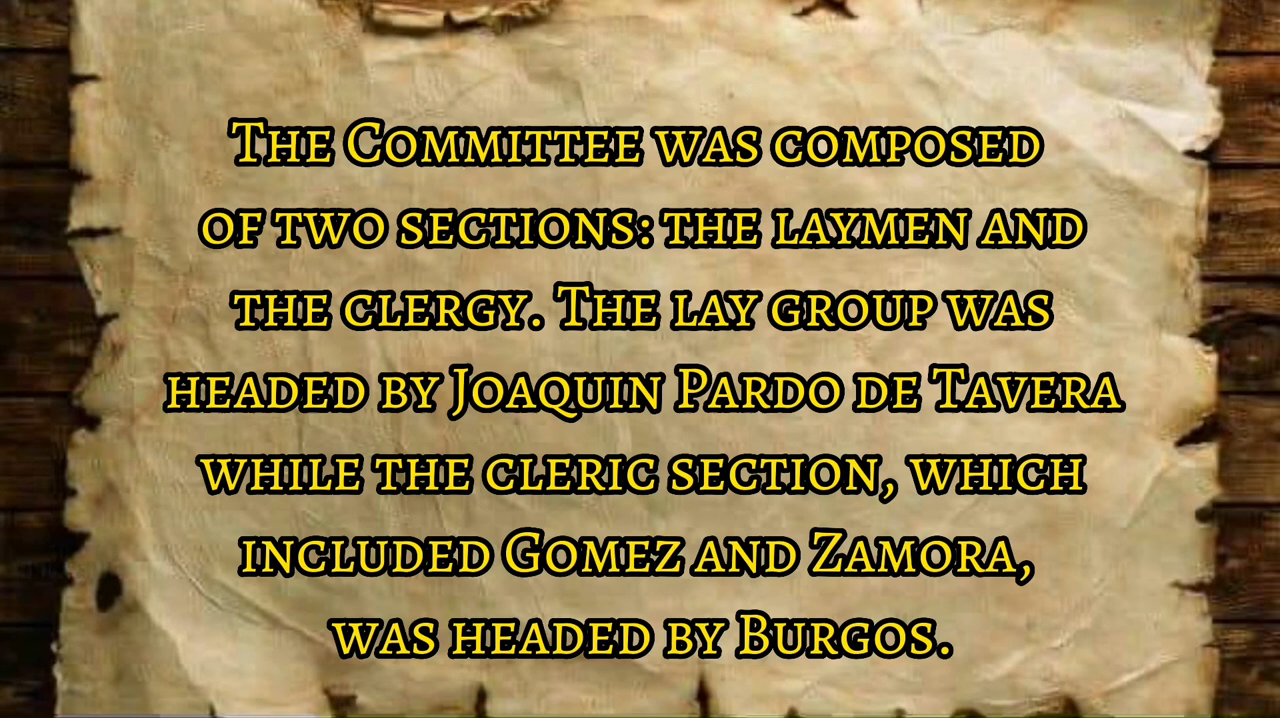 The Committee was composed
of two sections: the laymen and
the clergy. The lay group was
headed by Joaquin Pardo de Tavera
while the cleric section, which
included Gomez and Zamora,
was headed by Burgos.